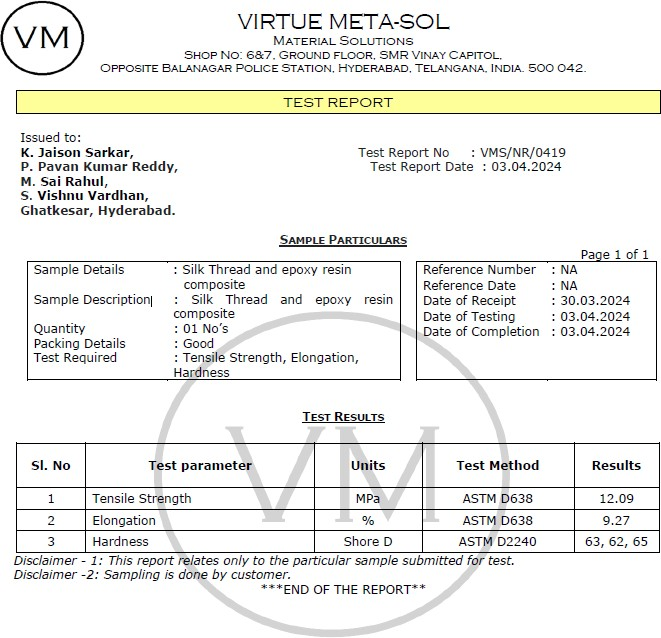 VM
VIRTUE META-SOL
MATERIAL SOLUTIONS
SHOP NO: 6&7, GROUND FLOOR, SMR VINAY CAPITOL,
OPPOSITE BALANAGAR POLICE STATION, HYDERABAD, TELANGANA, INDIA. 500 042.
TEST REPORT
Issued to:
K. Jaison Sarkar,
P. Pavan Kumar Reddy,
M. Sai Rahul,
S. Vishnu Vardhan,
Ghatkesar, Hyderabad.
Test Report No : VMS/NR/0419
Test Report Date : 03.04.2024
SAMPLE PARTICULARS
Page 1 of 1
Sample Details : Silk Thread and epoxy resin
composite
Sample Description : Silk Thread and epoxy resin
composite
Quantity : 01 No's
Packing Details : Good
Test Required : Tensile Strength, Elongation,
Hardness
Reference Number : NA
Reference Date : NA
Date of Receipt : 30.03.2024
Date of Testing : 03.04.2024
Date of Completion : 03.04.2024
TEST RESULTS
Sl. No Test parameter Units Test Method Results
1 Tensile Strength MPa ASTM D638 12.09
2 Elongation % ASTM D638 9.27
3 Hardness Shore D ASTM D2240 63, 62, 65
VM
Disclaimer - 1: This report relates only to the particular sample submitted for test.
Disclaimer -2: Sampling is done by customer.
***END OF THE REPORT**